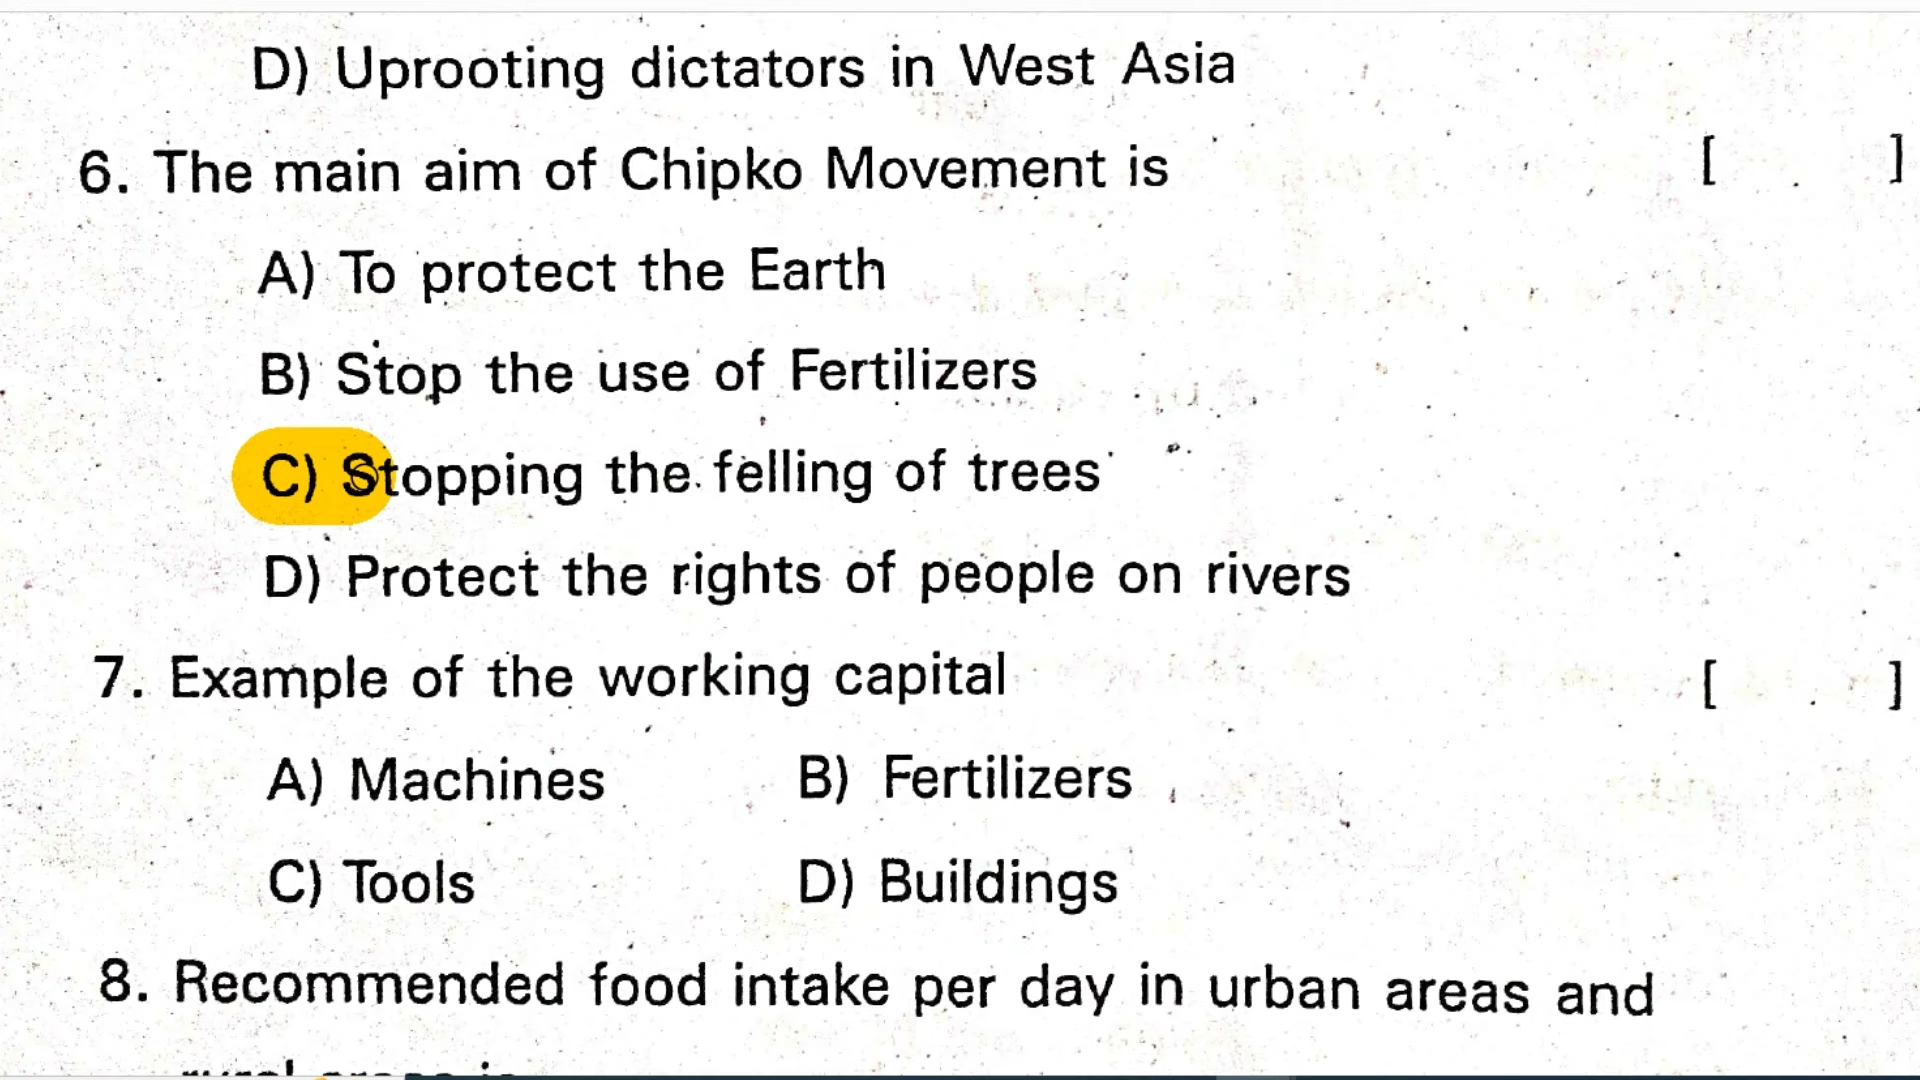 D) Uprooting dictators in West Asia
6. The main aim of Chipko Movement is [ ]
A) To protect the Earth
B) Stop the use of Fertilizers
C) Stopping the felling of trees
D) Protect the rights of people on rivers
7. Example of the working capital [ ]
A) Machines B) Fertilizers
C) Tools D) Buildings
8. Recommended food intake per day in urban areas and